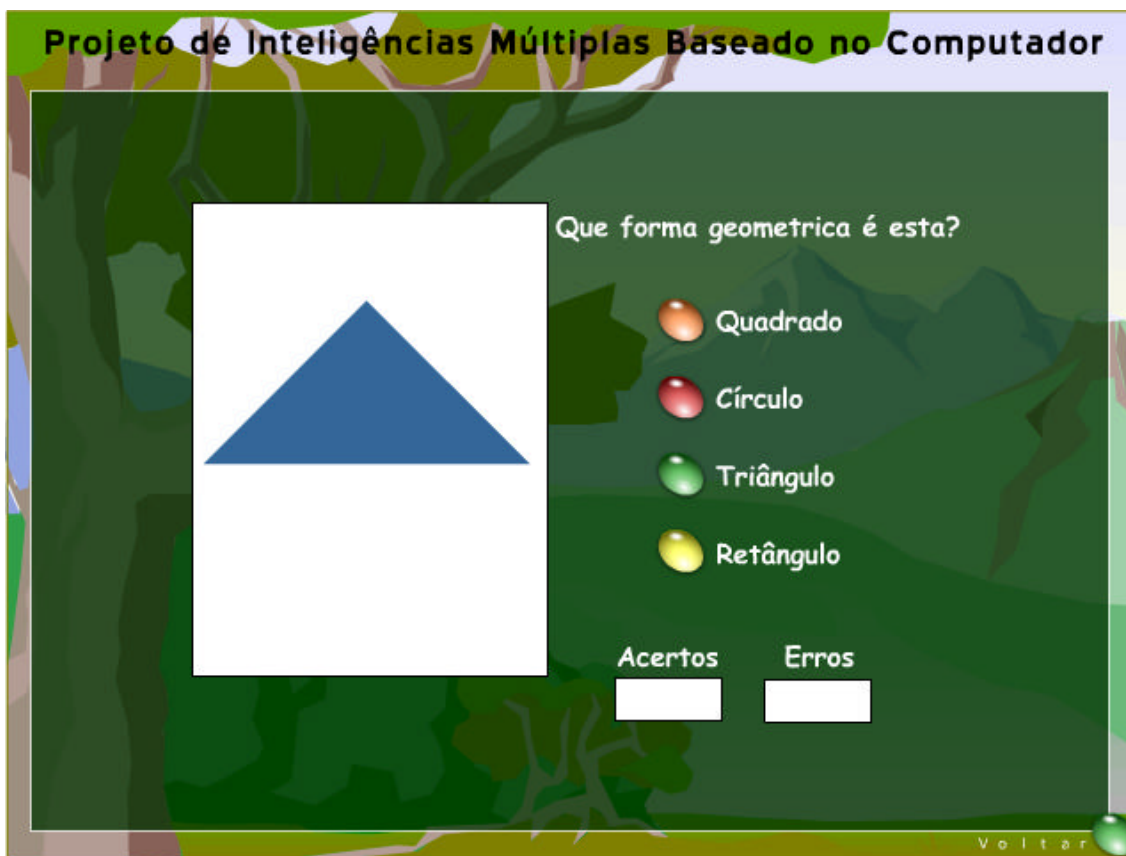 Projeto de Inteligências Múltiplas Baseado no Computador
Que forma geometrica é esta?
Quadrado
Círculo
Triângulo
Retângulo
Acertos Erros
Voltar